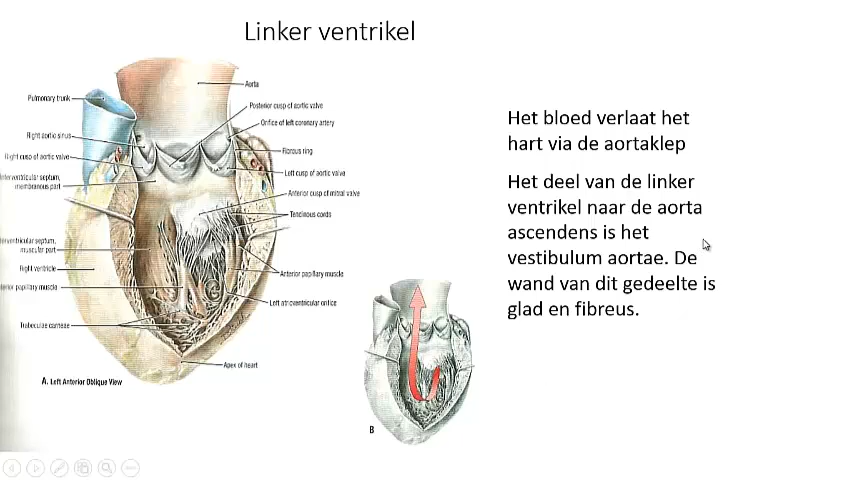 Linker ventrikel
Aorta
Pulmonary trunk
Posterior cusp of aortic valve
Orifice of left coronary artery
Right aortic sinus
Fibrous ring
Right cusp of aortic valve
Left cusp of aortic valve
Interventricular septum,
membranous part
Anterior cusp of mitral valve
Tendinous cords
terventricular septum,
muscular part
Right ventricle
Anterior papillary muscle
terior papillary muscle
Left atrioventricular orifice
Trabeculae carneae
Apex of heart
A. Left Anterior Oblique View
B
Het bloed verlaat het
hart via de aortaklep
Het deel van de linker
ventrikel naar de aorta
ascendens is het
vestibulum aortae. De
wand van dit gedeelte is
glad en fibreus.